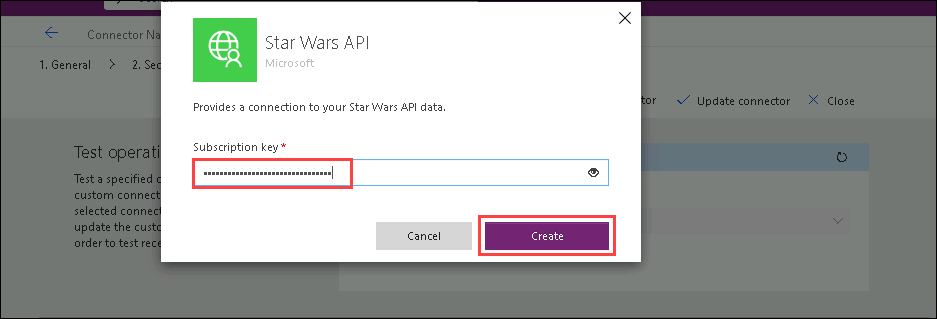 Connector Na
1. General
2. Sec
tor
Update connector
Close
Star Wars API
Microsoft
Provides a connection to your Star Wars API data.
Subscription key *
Cancel
Create
Test operatio
Test a specified o
custom connect
selected connect
update the custo
order to test rece